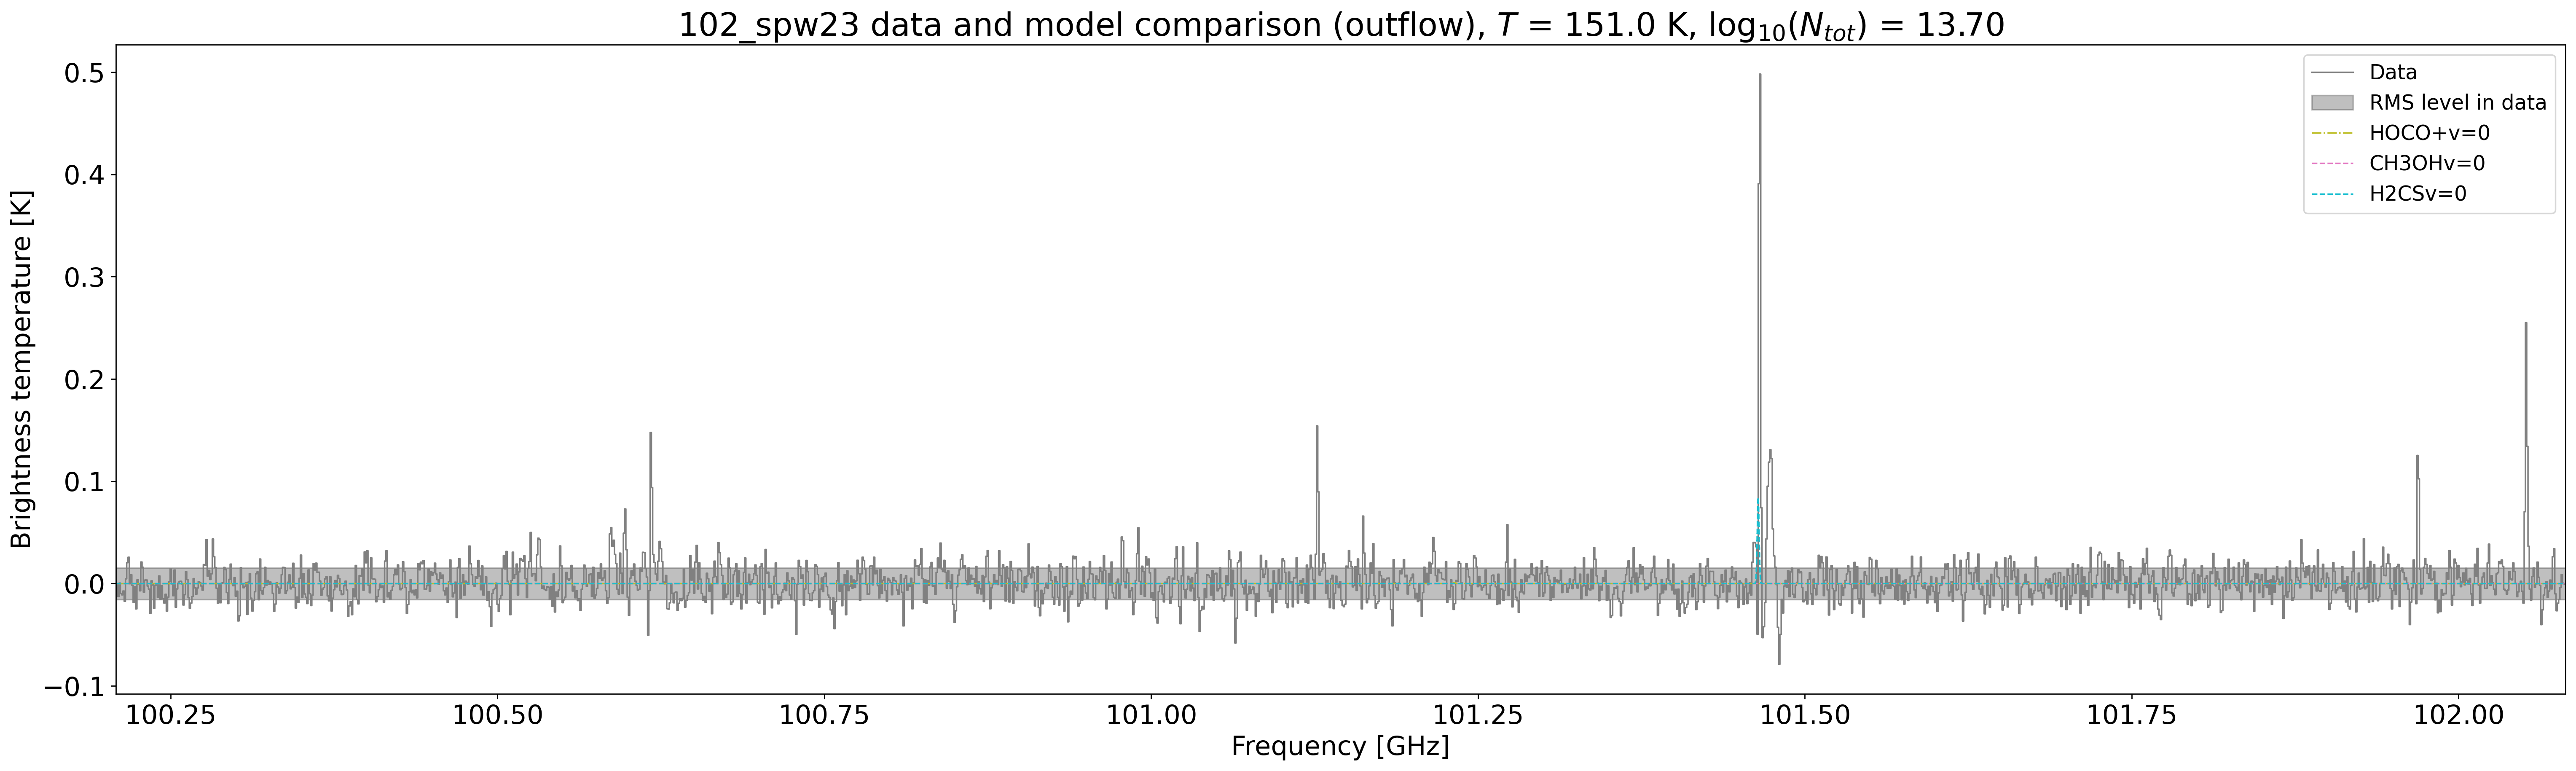 102_spw23 data and model comparison (outflow), T = 151.0 K, log₁₀(Nₜₒₜ) = 13.70
Data
RMS level in data
HOCO+v=0
CH3OHv=0
H2CSv=0
Brightness temperature [K]
0.5
0.4
0.3
0.2
0.1
0.0
−0.1
100.25 100.50 100.75 101.00 101.25 101.50 101.75 102.00
Frequency [GHz]